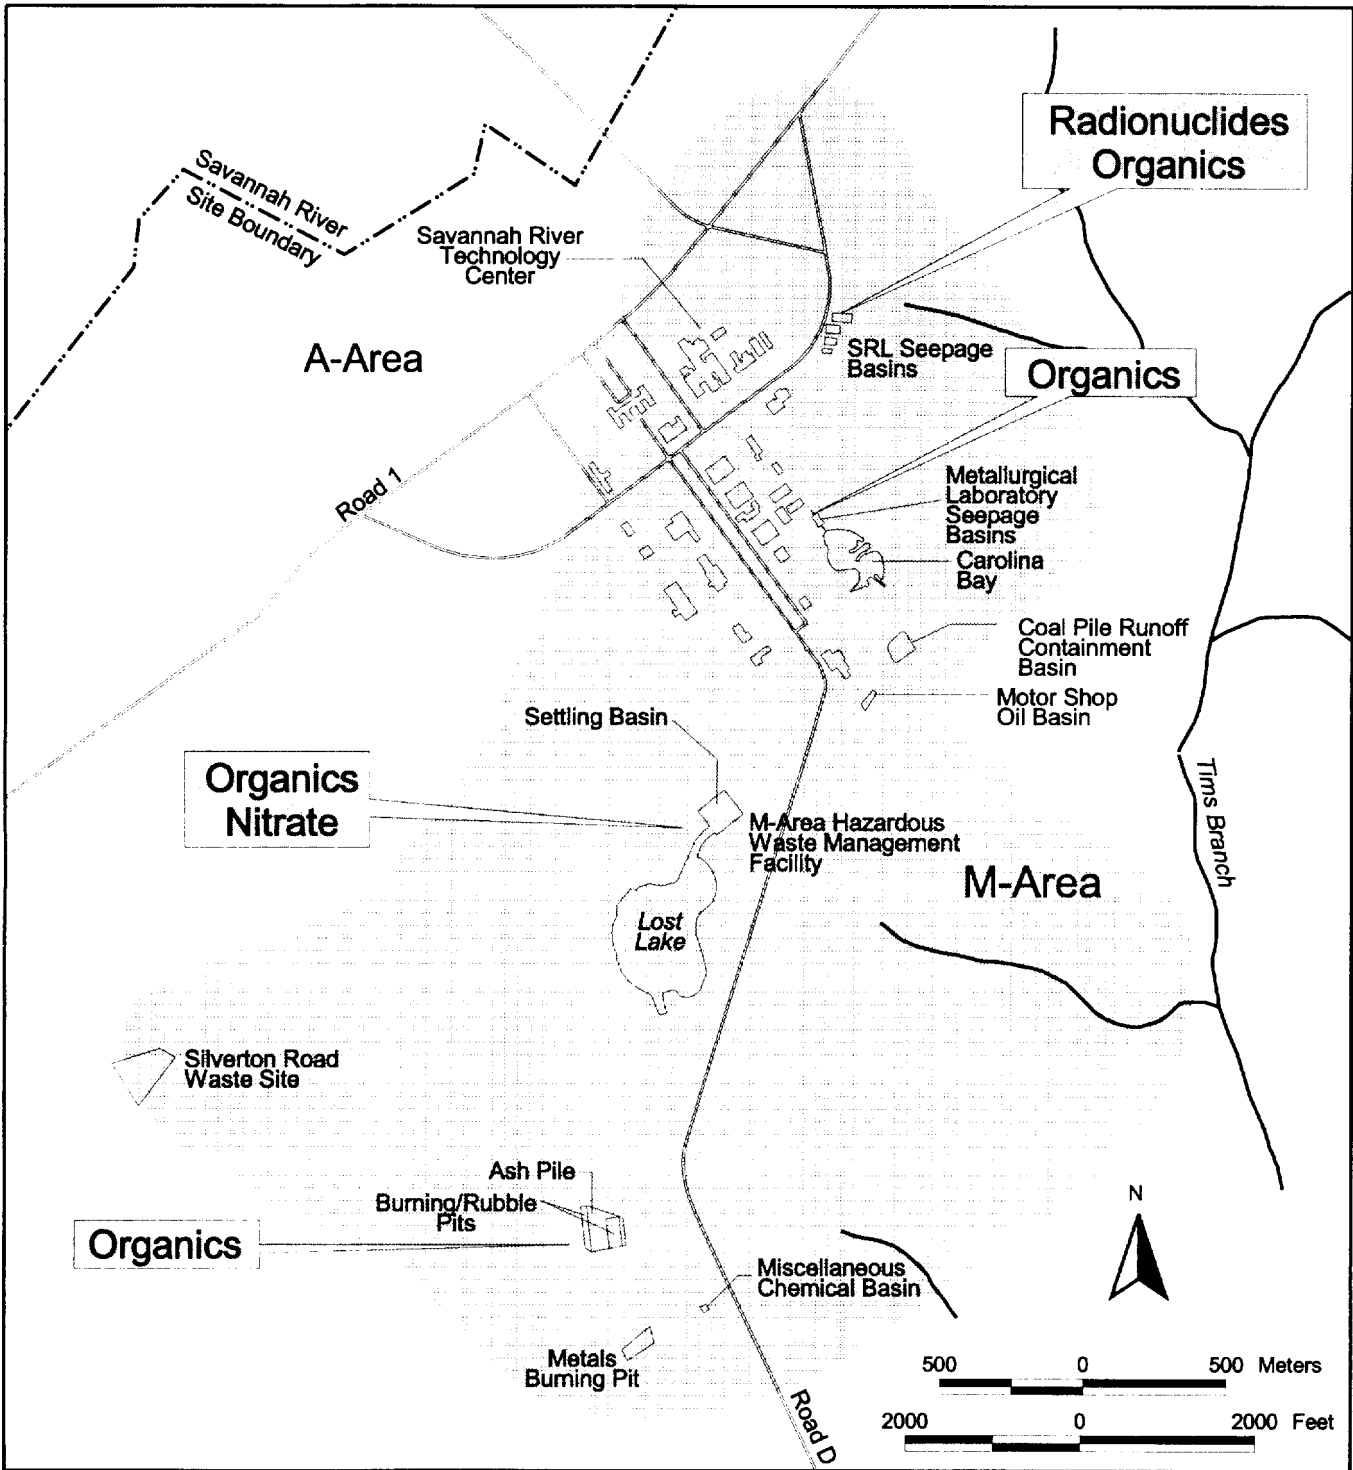 Radionuclides
Organics
Savannah River
Site Boundary
Savannah River
Technology
Center
A-Area
SRL Seepage
Basins
Organics
Road 1
Metallurgical
Laboratory
Seepage
Basins
Carolina
Bay
Coal Pile Runoff
Containment
Basin
Motor Shop
Oil Basin
Settling Basin
Organics
Nitrate
M-Area Hazardous
Waste Management
Facility
Tims Branch
M-Area
Lost
Lake
Silverton Road
Waste Site
Ash Pile
Burning/Rubble
Pits
Organics
N
Miscellaneous
Chemical Basin
Metals
Burning Pit
Road D
500 0 500 Meters
2000 0 2000 Feet